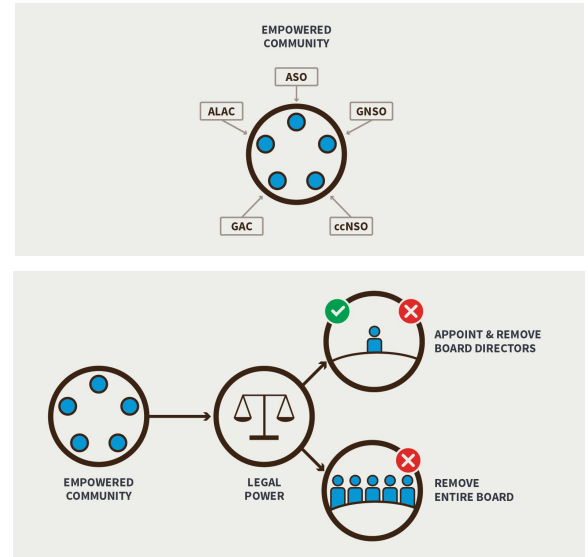 EMPOWERED
COMMUNITY
ASO
ALAC
GNSO
GAC
ccNSO
APPOINT & REMOVE
BOARD DIRECTORS
EMPOWERED
COMMUNITY
LEGAL
POWER
REMOVE
ENTIRE BOARD